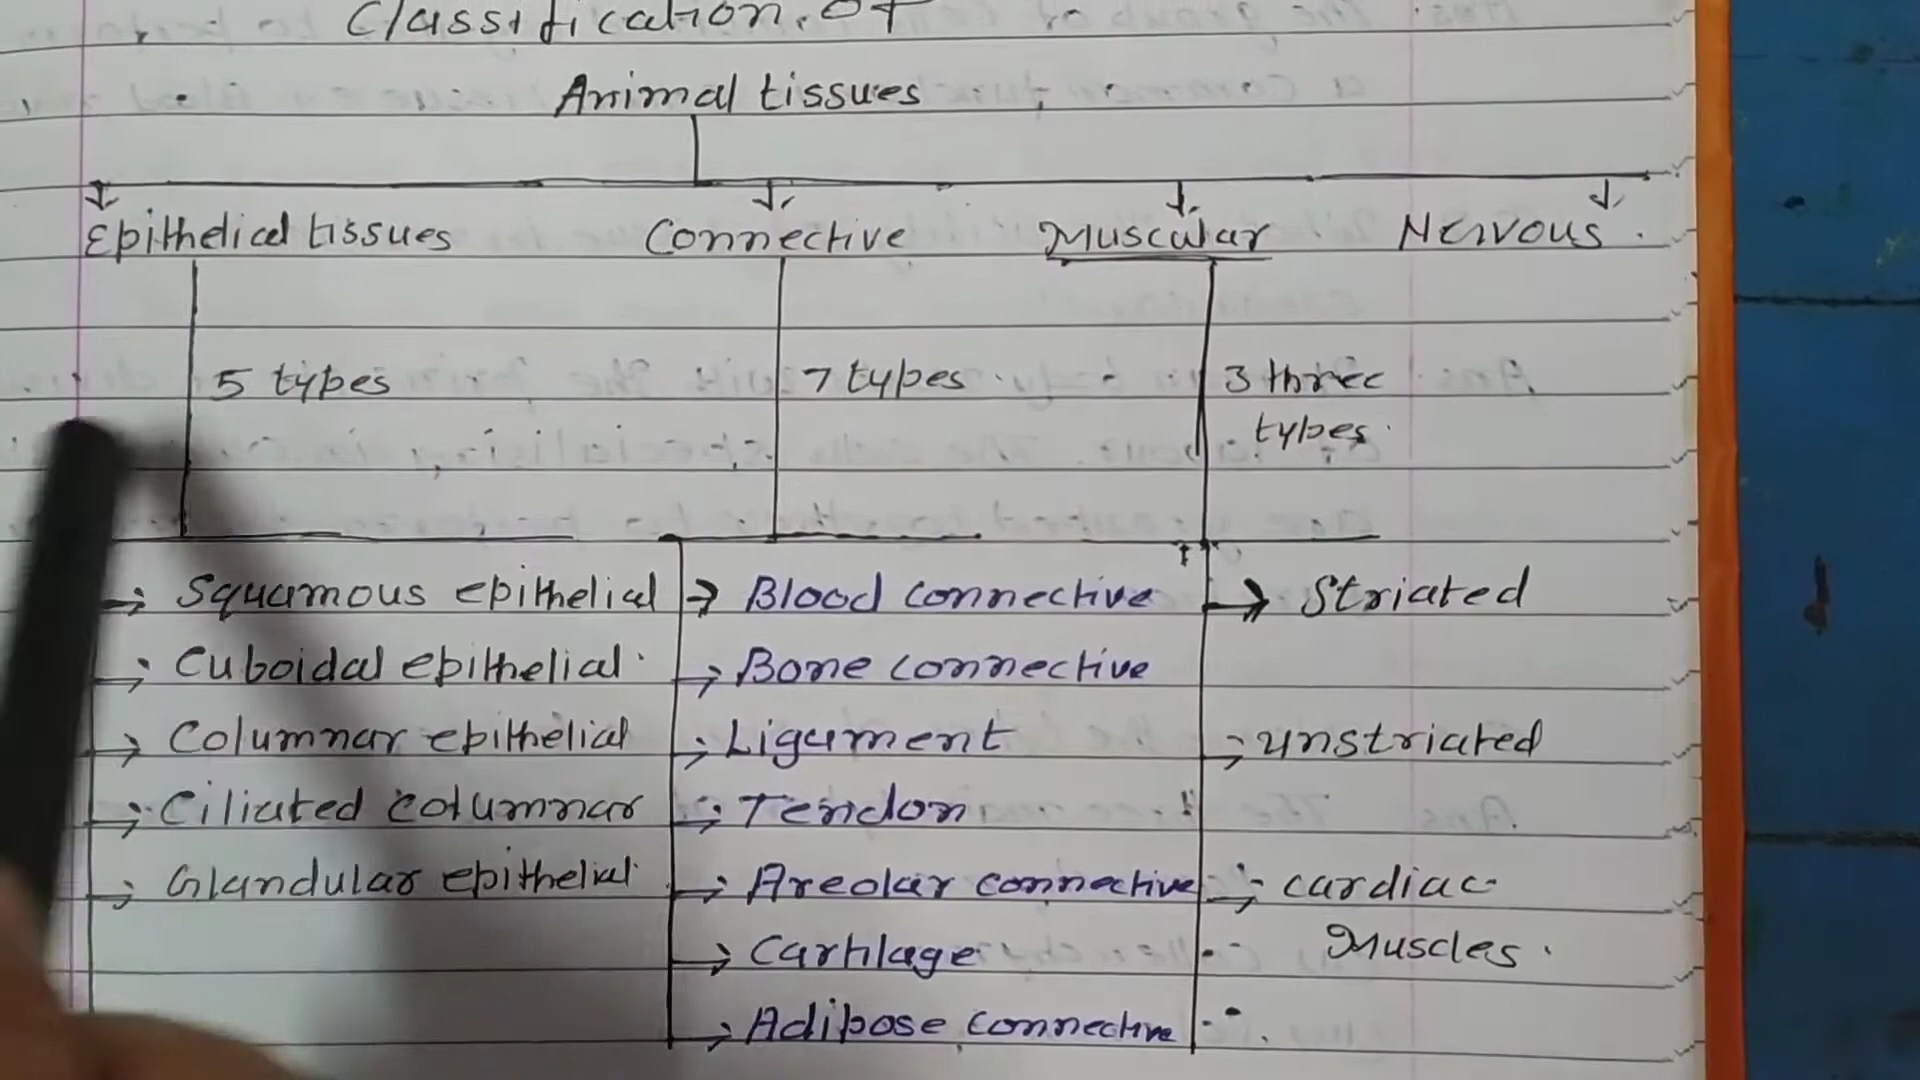 Classification of
Animal tissues
Epithelical tissues Connective Muscular Nervous.
5 types 7 types 3 three
types
Squamous epithelial Blood connective Striated
Cuboidal epithelial Bone connective
Columnar epithelial Ligament unstriated
Ciliated columnar Tendon
Glandular epithelial Areolar connective cardiac
Cartilage Muscles.
Adipose connective